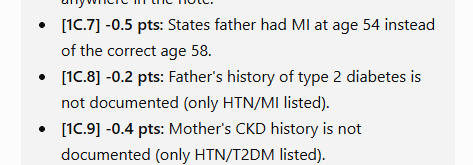 anywhere in the note.
• [1C.7] -0.5 pts: States father had MI at age 54 instead
of the correct age 58.
• [1C.8] -0.2 pts: Father's history of type 2 diabetes is
not documented (only HTN/MI listed).
• [1C.9] -0.4 pts: Mother's CKD history is not
documented (only HTN/T2DM listed).